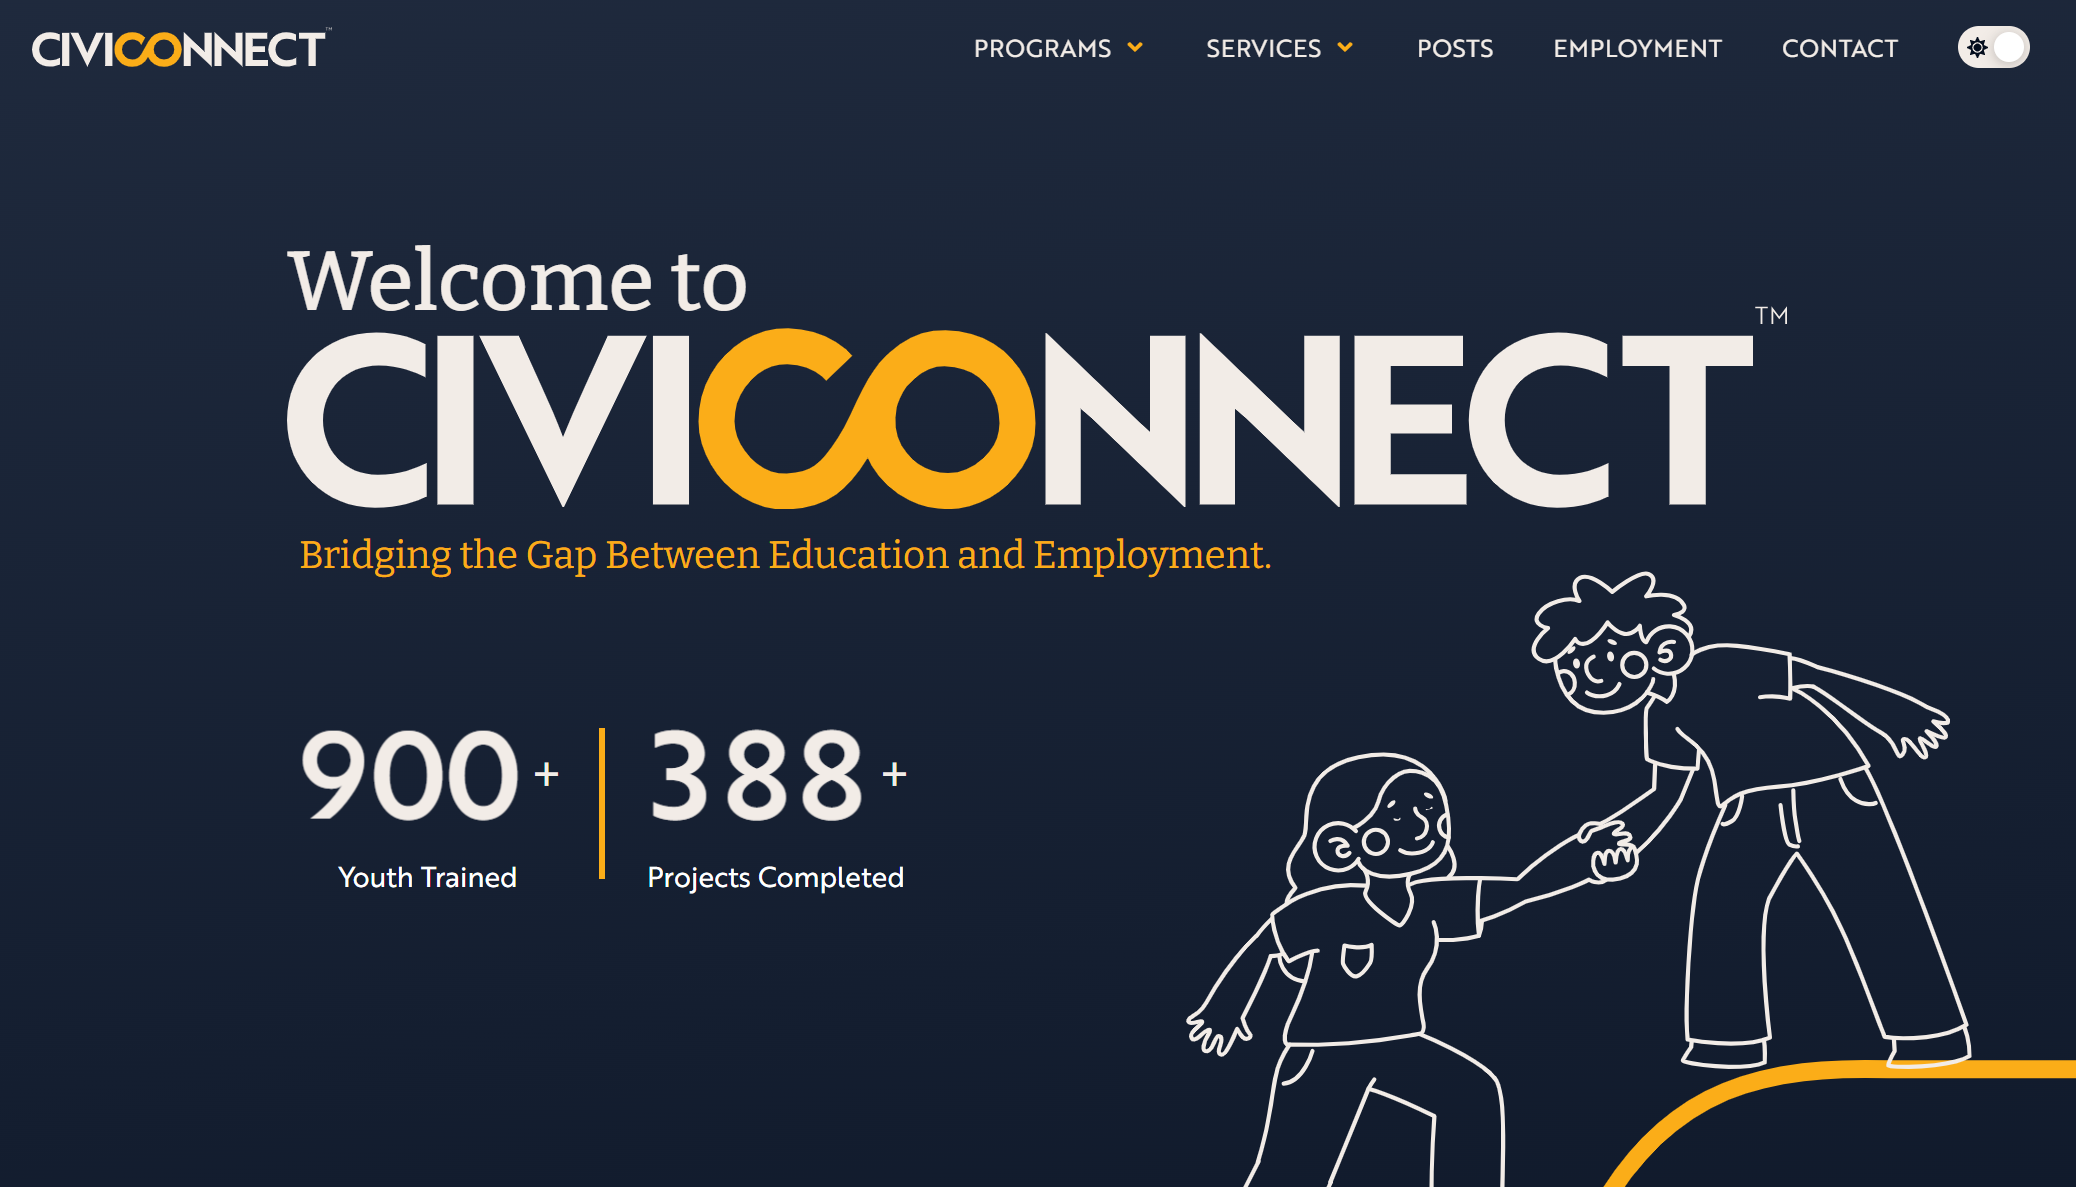 CIVICONNECT™
PROGRAMS
SERVICES
POSTS
EMPLOYMENT
CONTACT
Welcome to
CIVICONNECT™
Bridging the Gap Between Education and Employment.
900+
Youth Trained
388+
Projects Completed